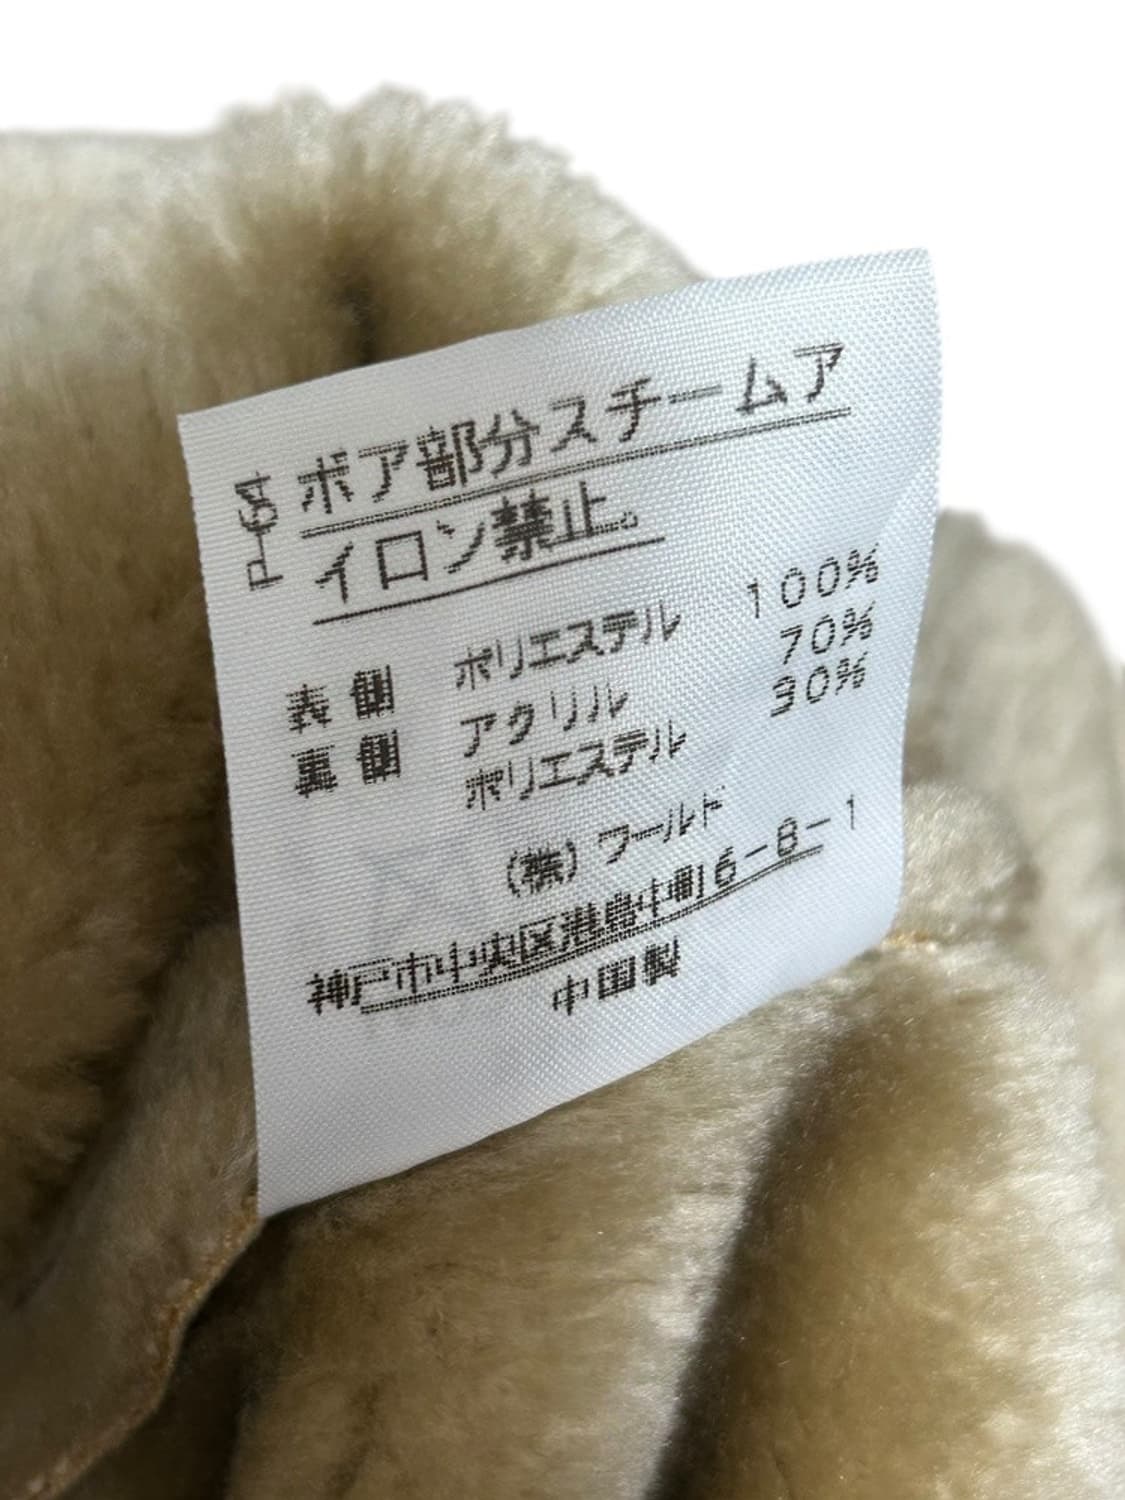 P-64
ボア部分スチームア
イロン禁止。
表側 ポリエステル 100%
裏側 アクリル 70%
ポリエステル 30%
(株)ワールド
神戸市中央区港島中町6-8-1
中国製